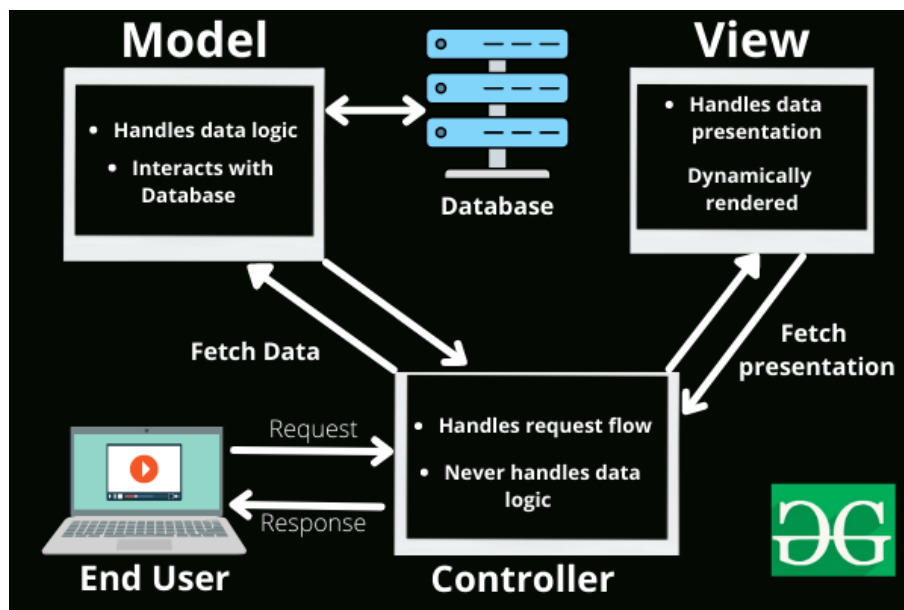 Model
View
• Handles data logic
• Interacts with
Database
Database
• Handles data
presentation
Dynamically
rendered
Fetch Data
Fetch
presentation
Request
Response
• Handles request flow
• Never handles data
logic
End User
Controller
GG